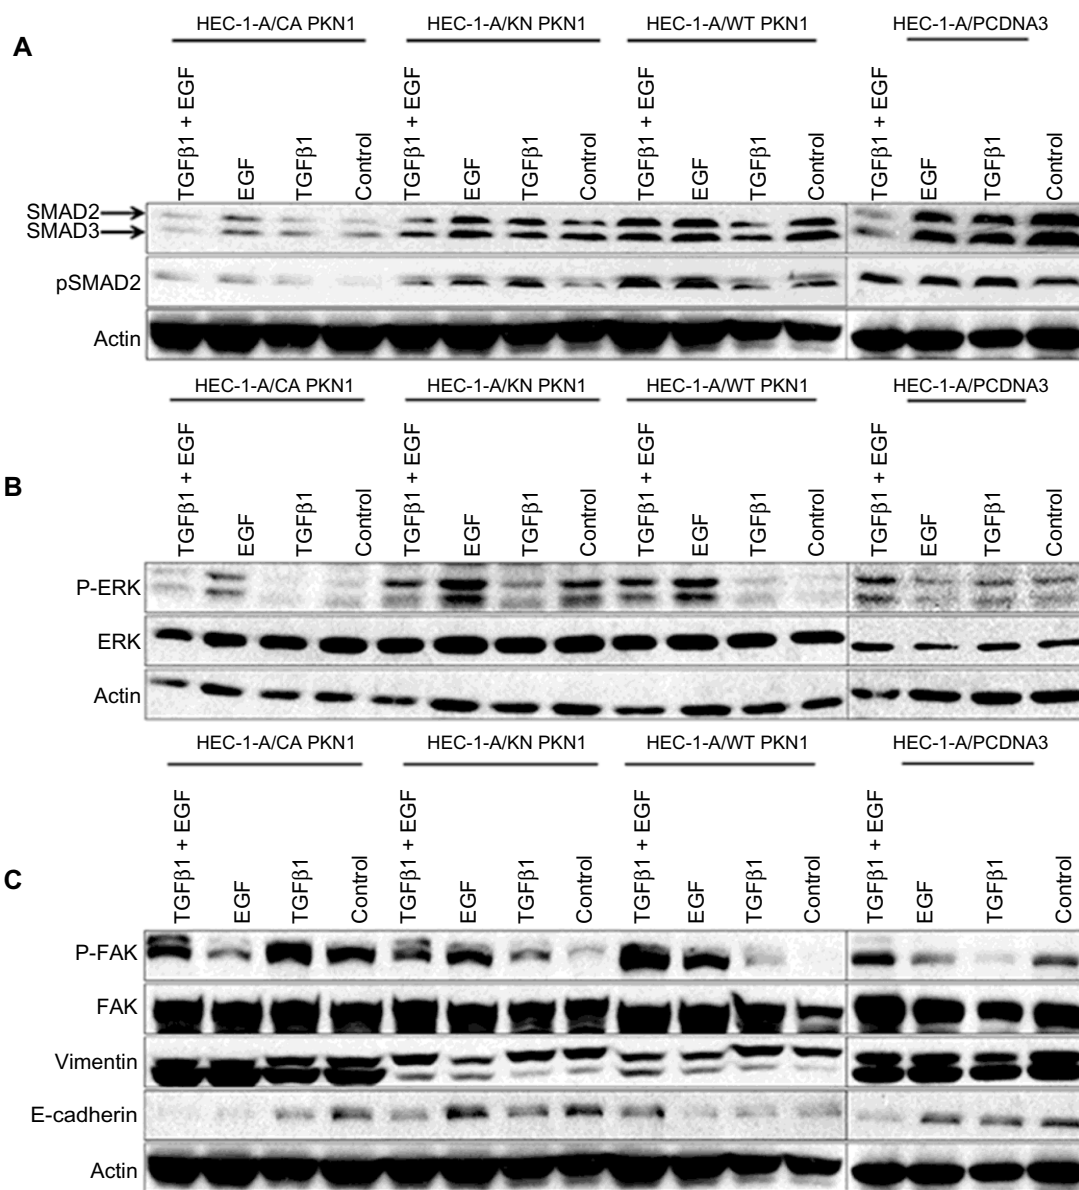 A
HEC-1-A/CA PKN1 HEC-1-A/KN PKN1 HEC-1-A/WT PKN1 HEC-1-A/PCDNA3
TGFβ1 + EGF EGF TGFβ1 Control TGFβ1 + EGF EGF TGFβ1 Control TGFβ1 + EGF EGF TGFβ1 Control TGFβ1 + EGF EGF TGFβ1 Control
SMAD2
SMAD3
pSMAD2
Actin
B
HEC-1-A/CA PKN1 HEC-1-A/KN PKN1 HEC-1-A/WT PKN1 HEC-1-A/PCDNA3
TGFβ1 + EGF EGF TGFβ1 Control TGFβ1 + EGF EGF TGFβ1 Control TGFβ1 + EGF EGF TGFβ1 Control TGFβ1 + EGF EGF TGFβ1 Control
P-ERK
ERK
Actin
C
HEC-1-A/CA PKN1 HEC-1-A/KN PKN1 HEC-1-A/WT PKN1 HEC-1-A/PCDNA3
TGFβ1 + EGF EGF TGFβ1 Control TGFβ1 + EGF EGF TGFβ1 Control TGFβ1 + EGF EGF TGFβ1 Control TGFβ1 + EGF EGF TGFβ1 Control
P-FAK
FAK
Vimentin
E-cadherin
Actin